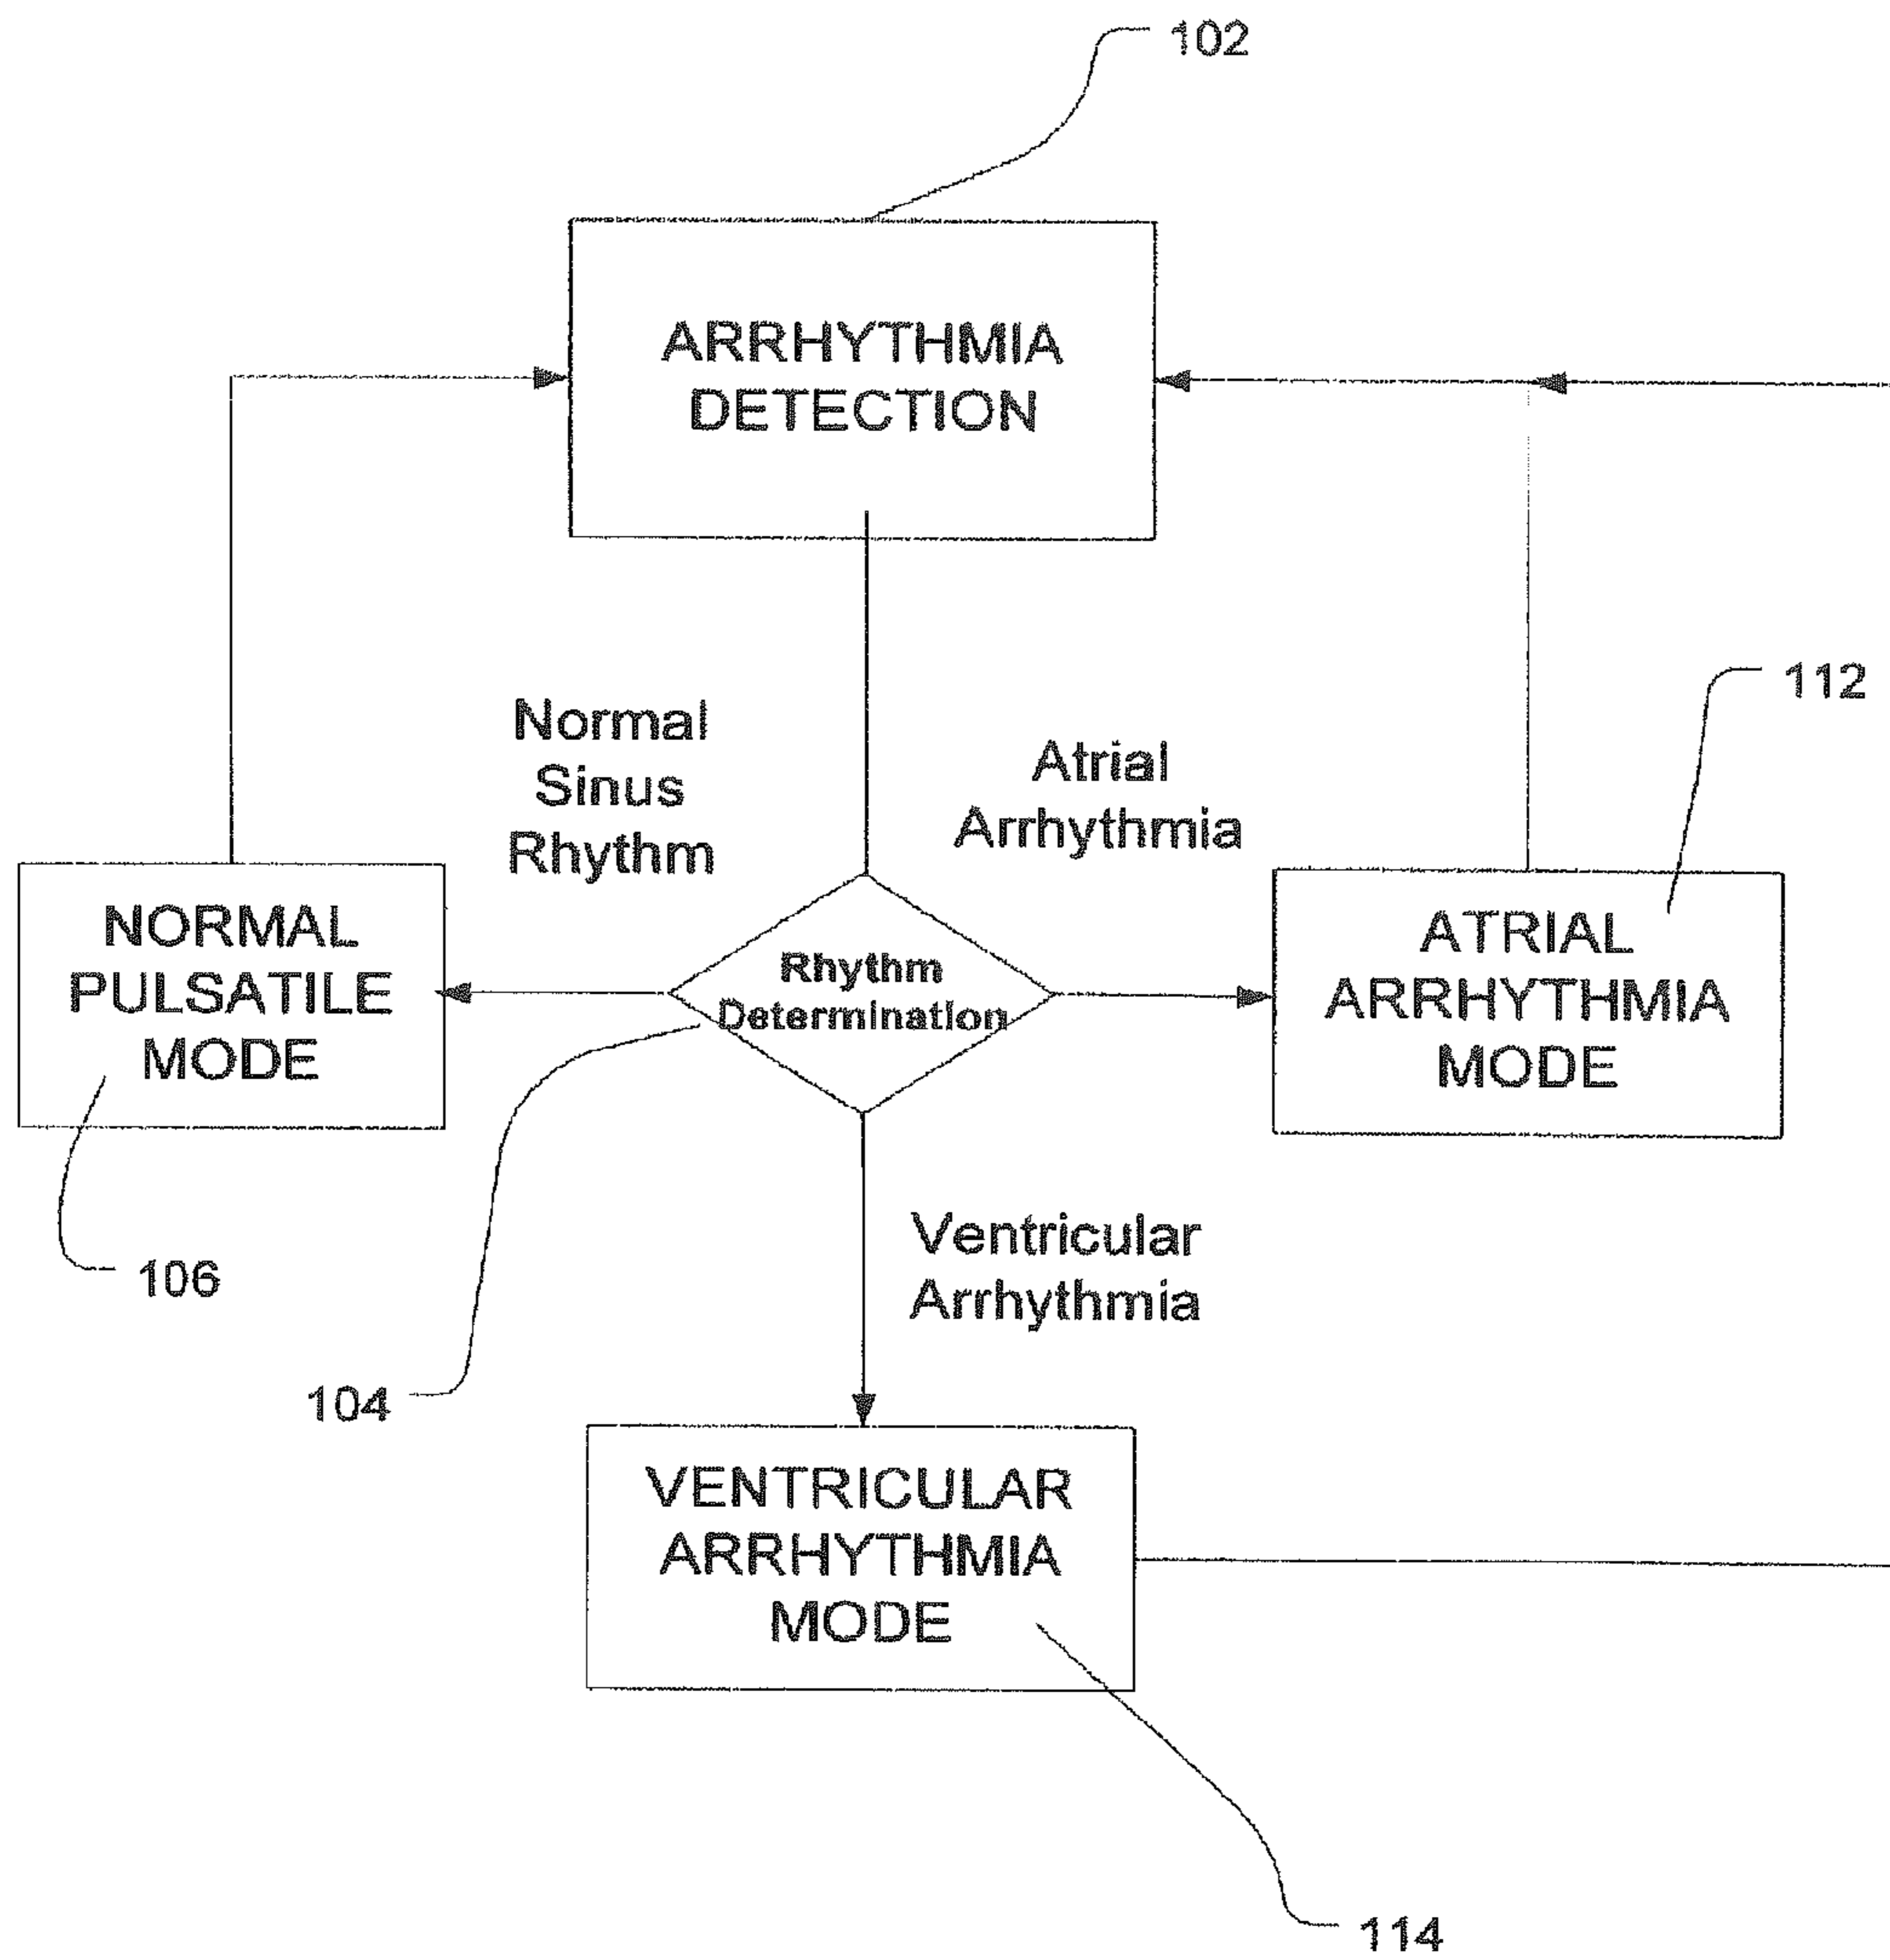 102
ARRHYTHMIA
DETECTION
112
Normal
Sinus
Rhythm
Atrial
Arrhythmia
NORMAL
PULSATILE
MODE
Rhythm
Determination
ATRIAL
ARRHYTHMIA
MODE
106
Ventricular
Arrhythmia
104
VENTRICULAR
ARRHYTHMIA
MODE
114